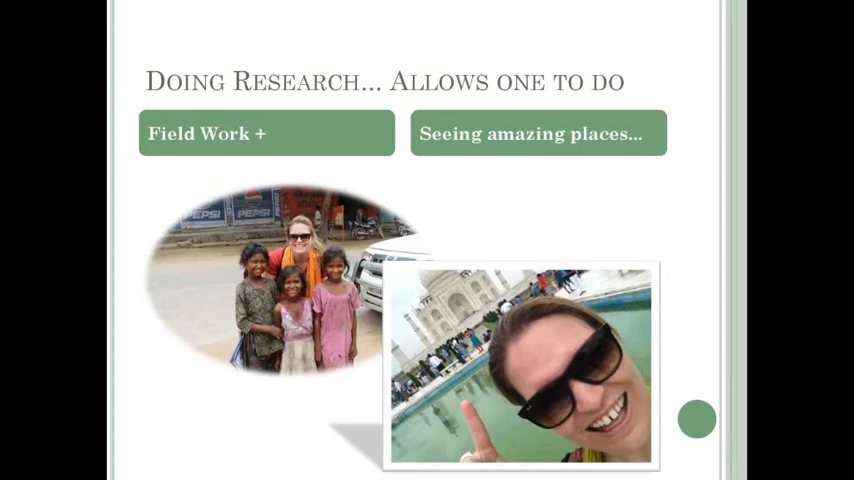 Doing Research... Allows one to do
Field Work +
Seeing amazing places...
PEPSI
PEPSI